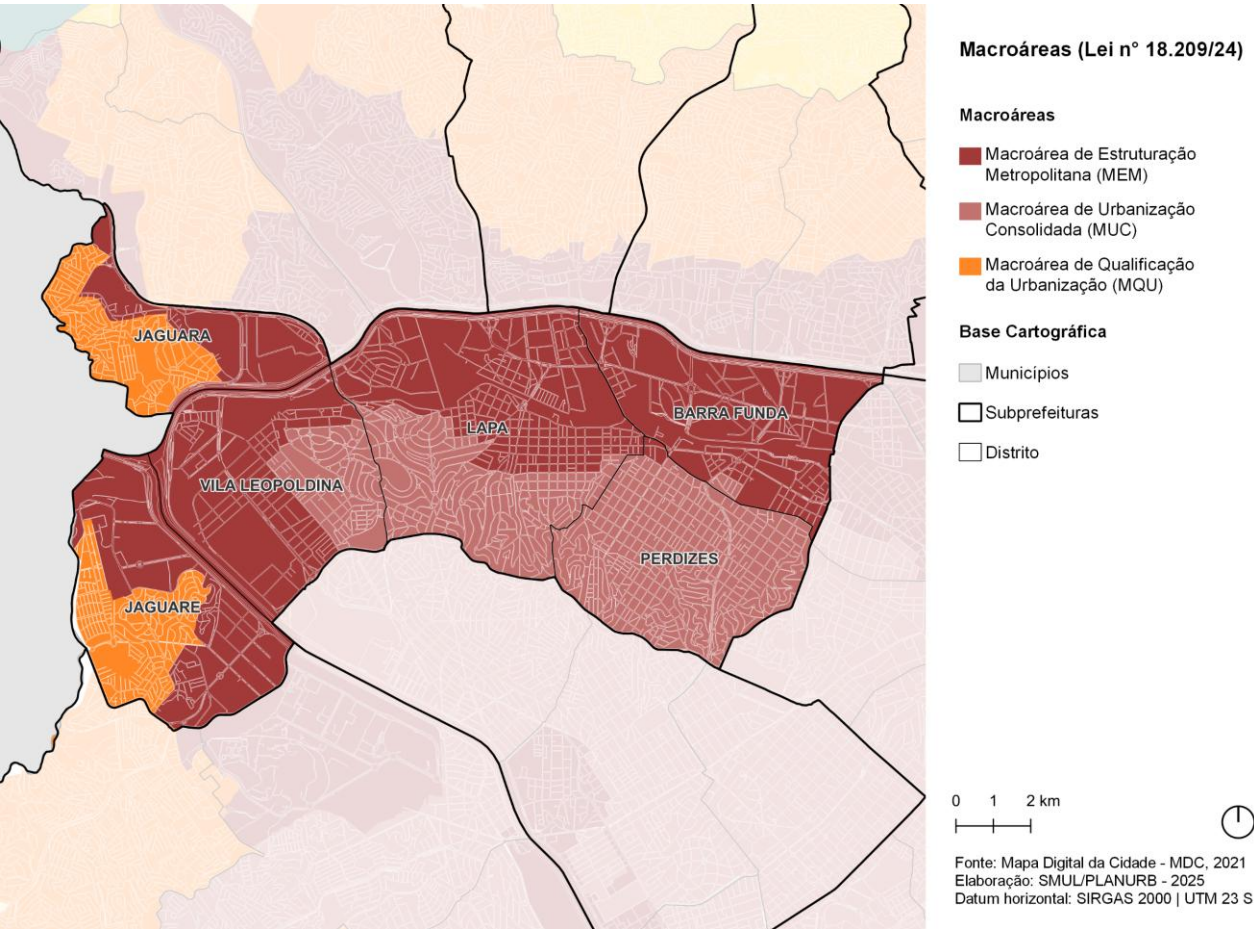 Macroáreas (Lei n° 18.209/24)
Macroáreas
Macroárea de Estruturação
Metropolitana (MEM)
Macroárea de Urbanização
Consolidada (MUC)
Macroárea de Qualificação
da Urbanização (MQU)
Base Cartográfica
Municípios
Subprefeituras
Distrito
JAGUARA
LAPA
BARRA FUNDA
VILA LEOPOLDINA
PERDIZES
JAGUARE
0 1 2 km
Fonte: Mapa Digital da Cidade - MDC, 2021
Elaboração: SMUL/PLANURB - 2025
Datum horizontal: SIRGAS 2000 | UTM 23 S